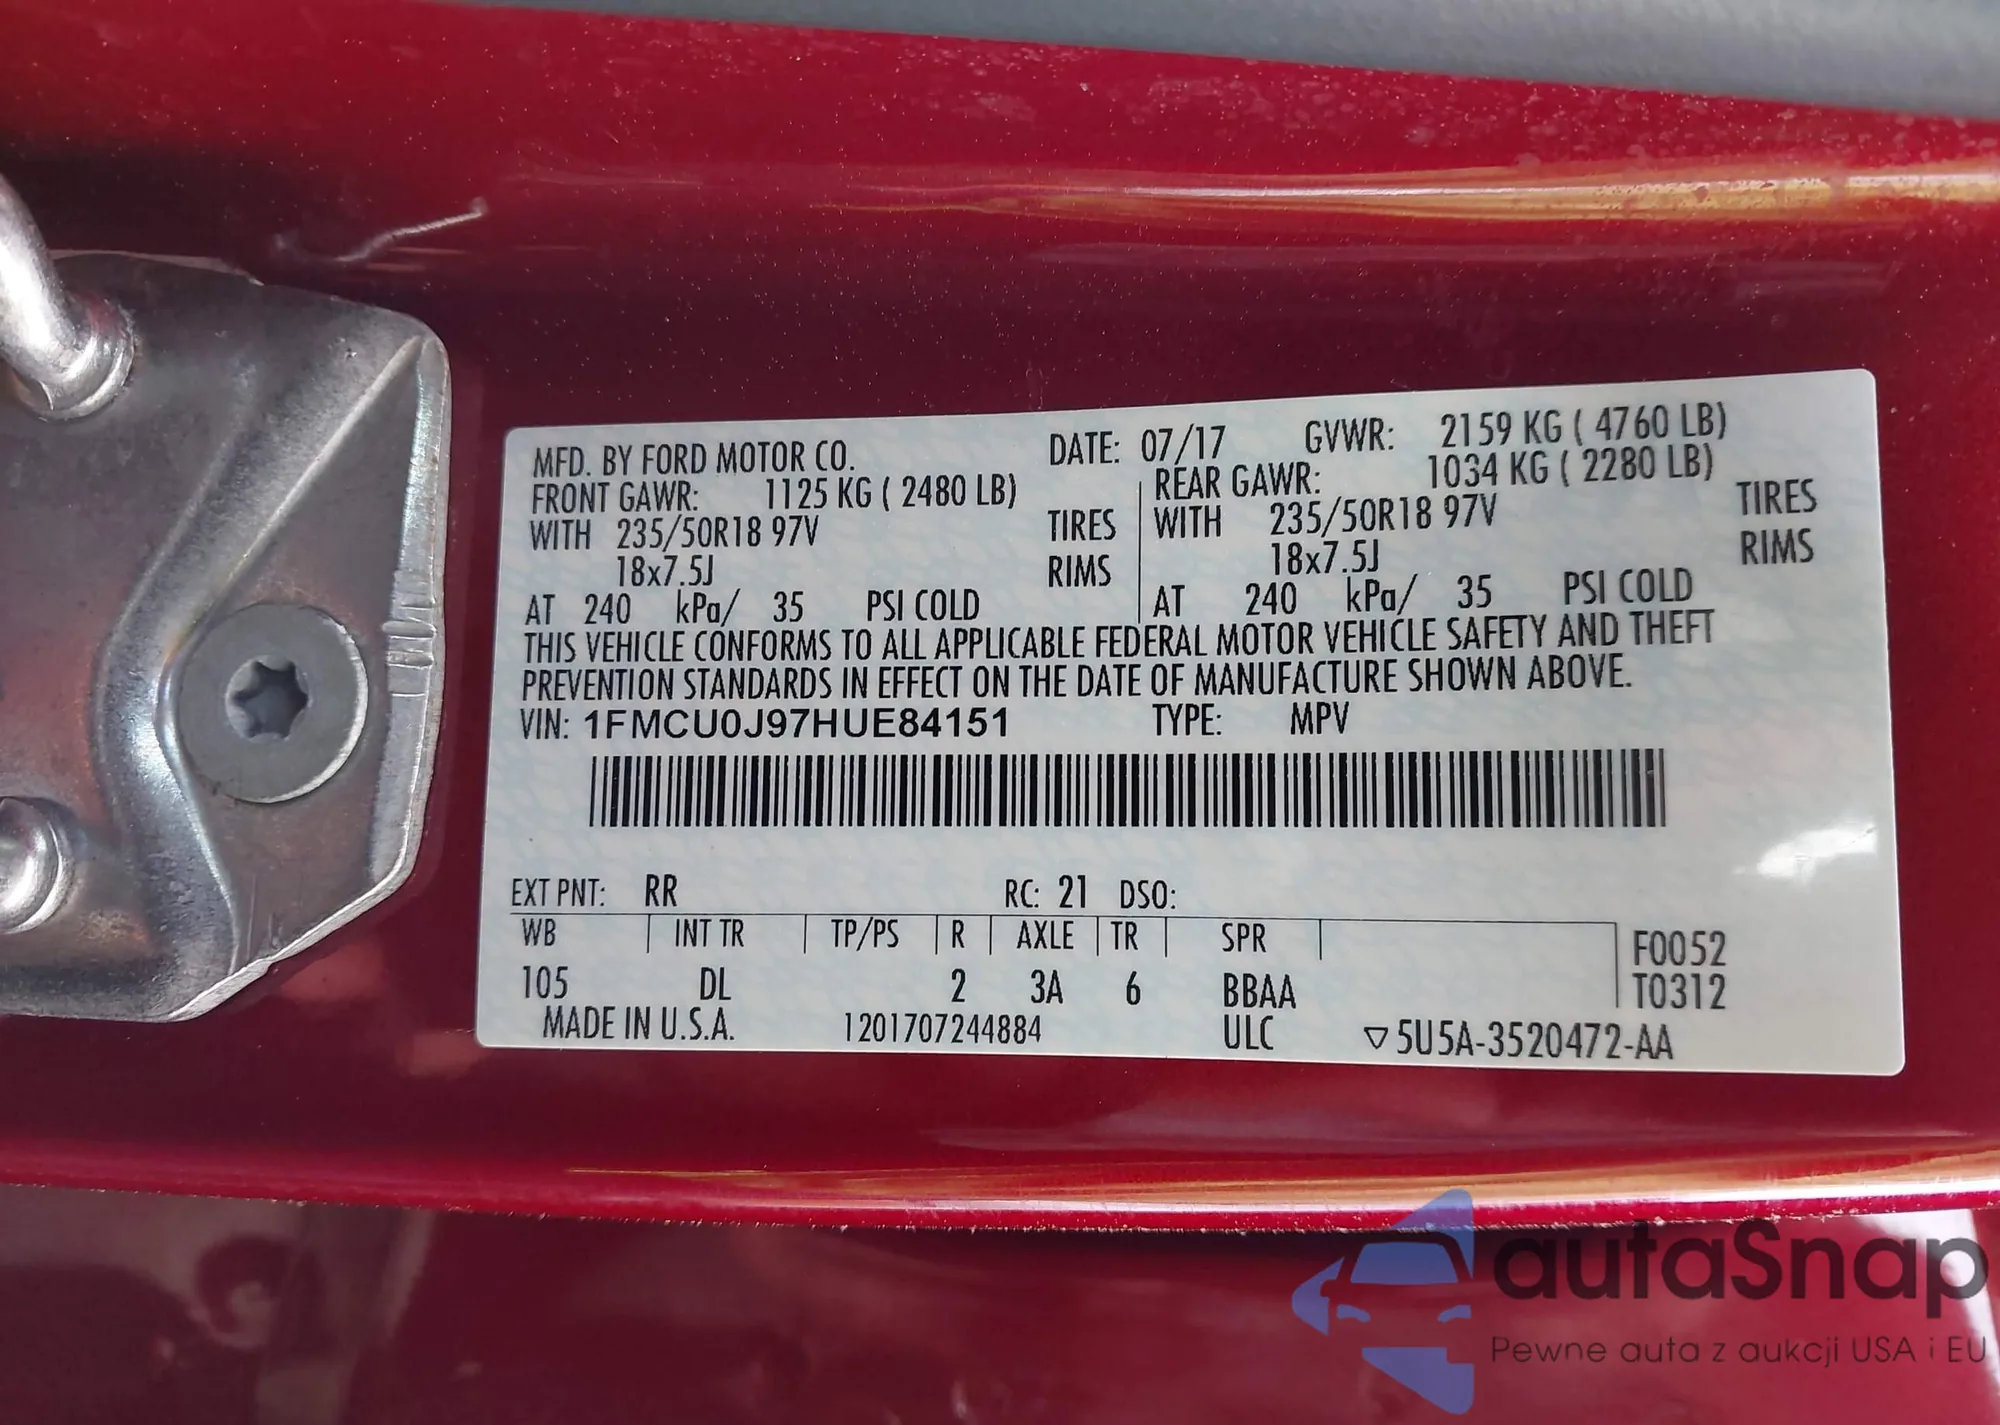 MFD. BY FORD MOTOR CO. DATE: 07/17 GVWR: 2159 KG ( 4760 LB)
FRONT GAWR: 1125 KG ( 2480 LB) REAR GAWR: 1034 KG ( 2280 LB)
WITH 235/50R18 97V TIRES WITH 235/50R18 97V TIRES
18x7.5J RIMS 18x7.5J RIMS
AT 240 kPa/ 35 PSI COLD AT 240 kPa/ 35 PSI COLD
THIS VEHICLE CONFORMS TO ALL APPLICABLE FEDERAL MOTOR VEHICLE SAFETY AND THEFT
PREVENTION STANDARDS IN EFFECT ON THE DATE OF MANUFACTURE SHOWN ABOVE.
VIN: 1FMCU0J97HUE84151 TYPE: MPV
EXT PNT: RR RC: 21 DSO:
WB INT TR TP/PS R AXLE TR SPR F0052
105 DL 2 3A 6 BBAA T0312
MADE IN U.S.A. 1201707244884 ULC ▽5U5A-3520472-AA
autaSnap
Pewne auta z aukcji USA i EU